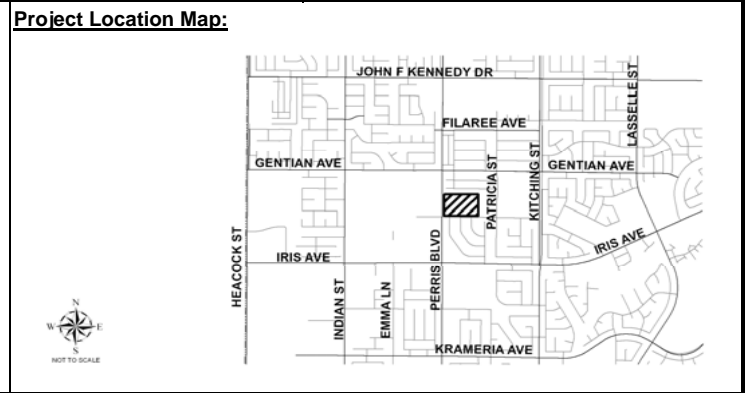 Project Location Map:
JOHN F KENNEDY DR
LASSELLE ST
FILAREE AVE
GENTIAN AVE
PATRICIA ST
KITCHING ST
GENTIAN AVE
HEACOCK ST
IRIS AVE
INDIAN ST
EMMA LN
PERRIS BLVD
IRIS AVE
KRAMERIA AVE
N
W
E
S
NOT TO SCALE